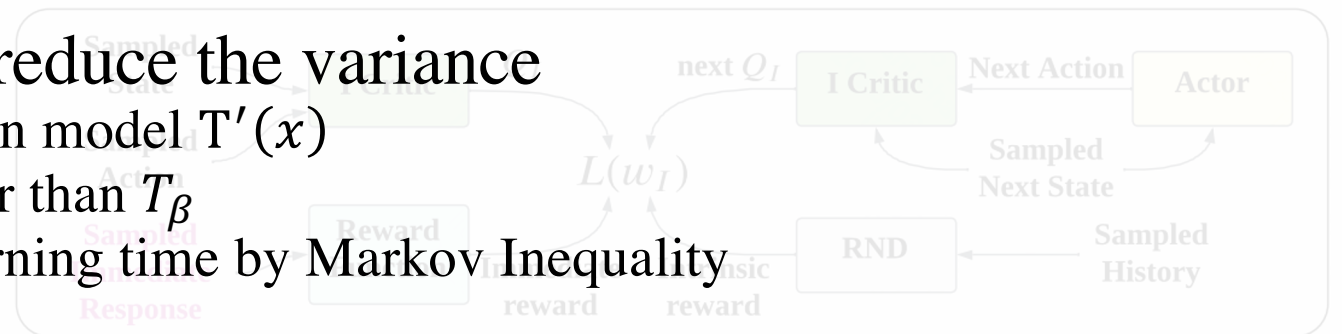 reduce the variance
n model T′(x)
r than T_β
rning time by Markov Inequality
Sampled
State
Sampled
Action
Sampled
Response
I Critic
Reward
reward
L(w_I)
next Q_I
I Critic
Next Action
Actor
Sampled
Next State
reward
RND
Sampled
History